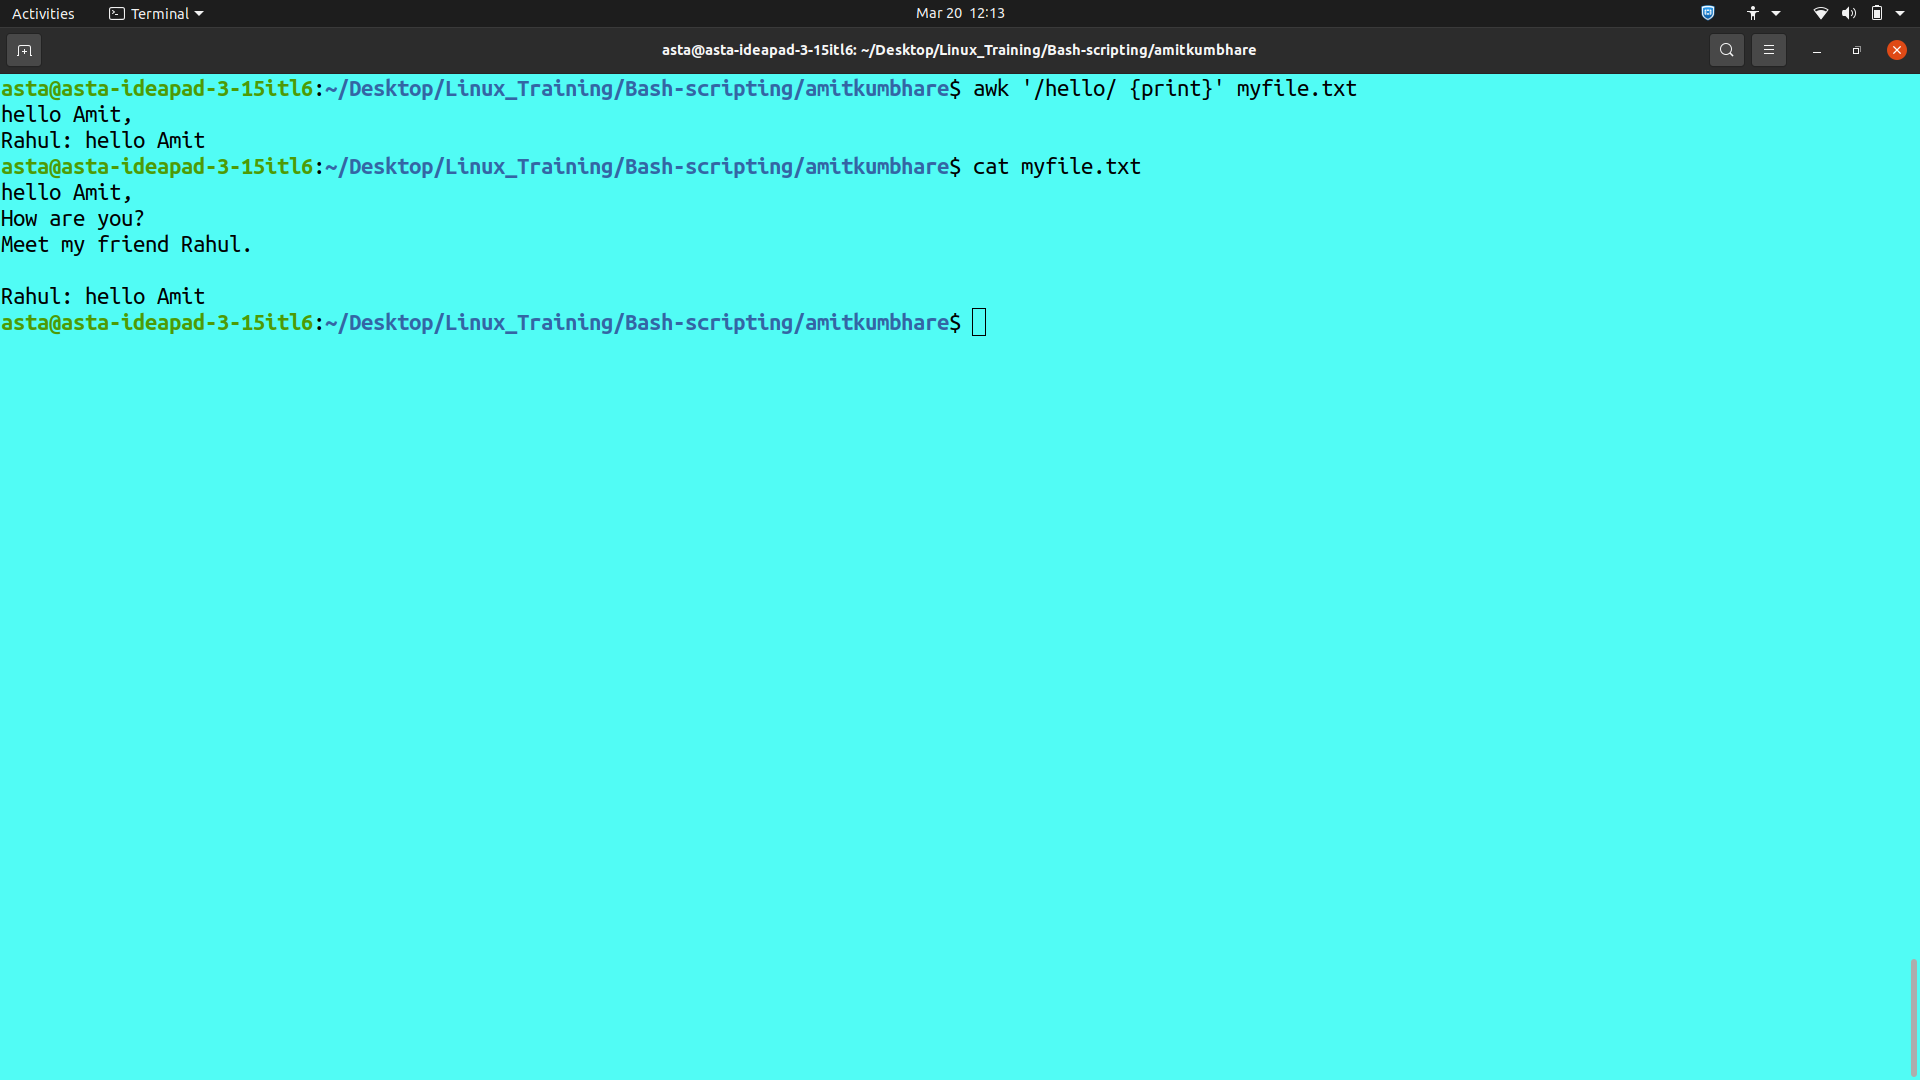 Activities Terminal Mar 20 12:13
asta@asta-ideapad-3-15itl6: ~/Desktop/Linux_Training/Bash-scripting/amitkumbhare
asta@asta-ideapad-3-15itl6:~/Desktop/Linux_Training/Bash-scripting/amitkumbhare$ awk '/hello/ {print}' myfile.txt
hello Amit,
Rahul: hello Amit
asta@asta-ideapad-3-15itl6:~/Desktop/Linux_Training/Bash-scripting/amitkumbhare$ cat myfile.txt
hello Amit,
How are you?
Meet my friend Rahul.

Rahul: hello Amit
asta@asta-ideapad-3-15itl6:~/Desktop/Linux_Training/Bash-scripting/amitkumbhare$